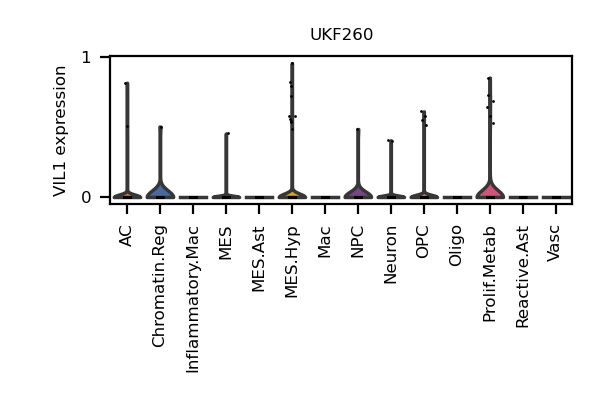 UKF260
VIL1 expression
1
0
AC
Chromatin.Reg
Inflammatory.Mac
MES
MES.Ast
MES.Hyp
Mac
NPC
Neuron
OPC
Oligo
Prolif.Metab
Reactive.Ast
Vasc